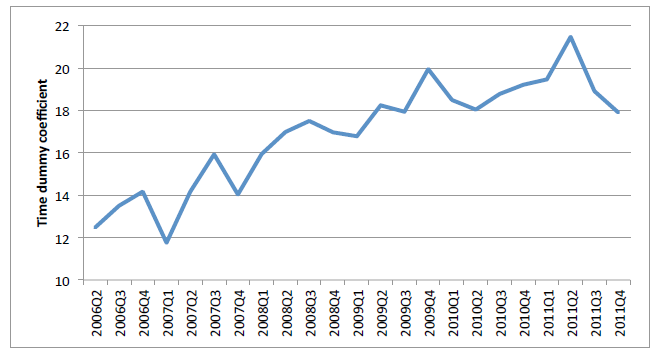 Time dummy coefficient
22
20
18
16
14
12
10
2006Q2
2006Q3
2006Q4
2007Q1
2007Q2
2007Q3
2007Q4
2008Q1
2008Q2
2008Q3
2008Q4
2009Q1
2009Q2
2009Q3
2009Q4
2010Q1
2010Q2
2010Q3
2010Q4
2011Q1
2011Q2
2011Q3
2011Q4